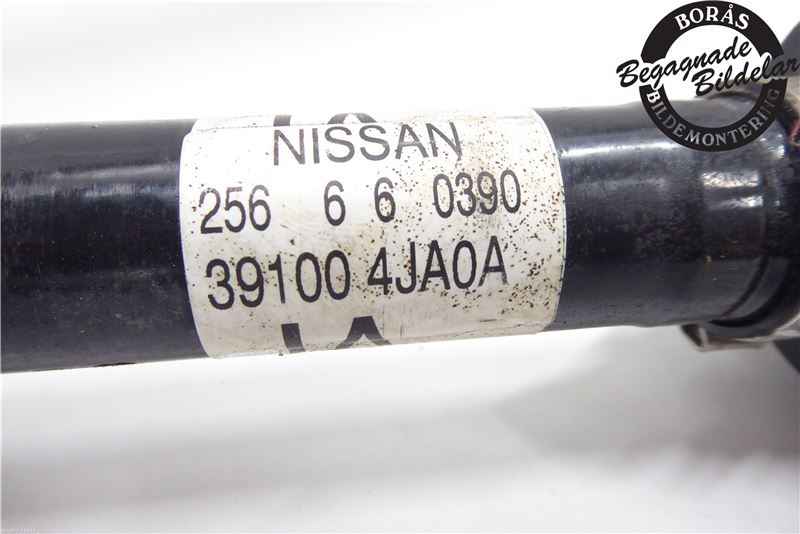 BORÅS
Begagnade
Bildelar
BILDEMONTERING
NISSAN
256 6 6 0390
39100 4JA0A